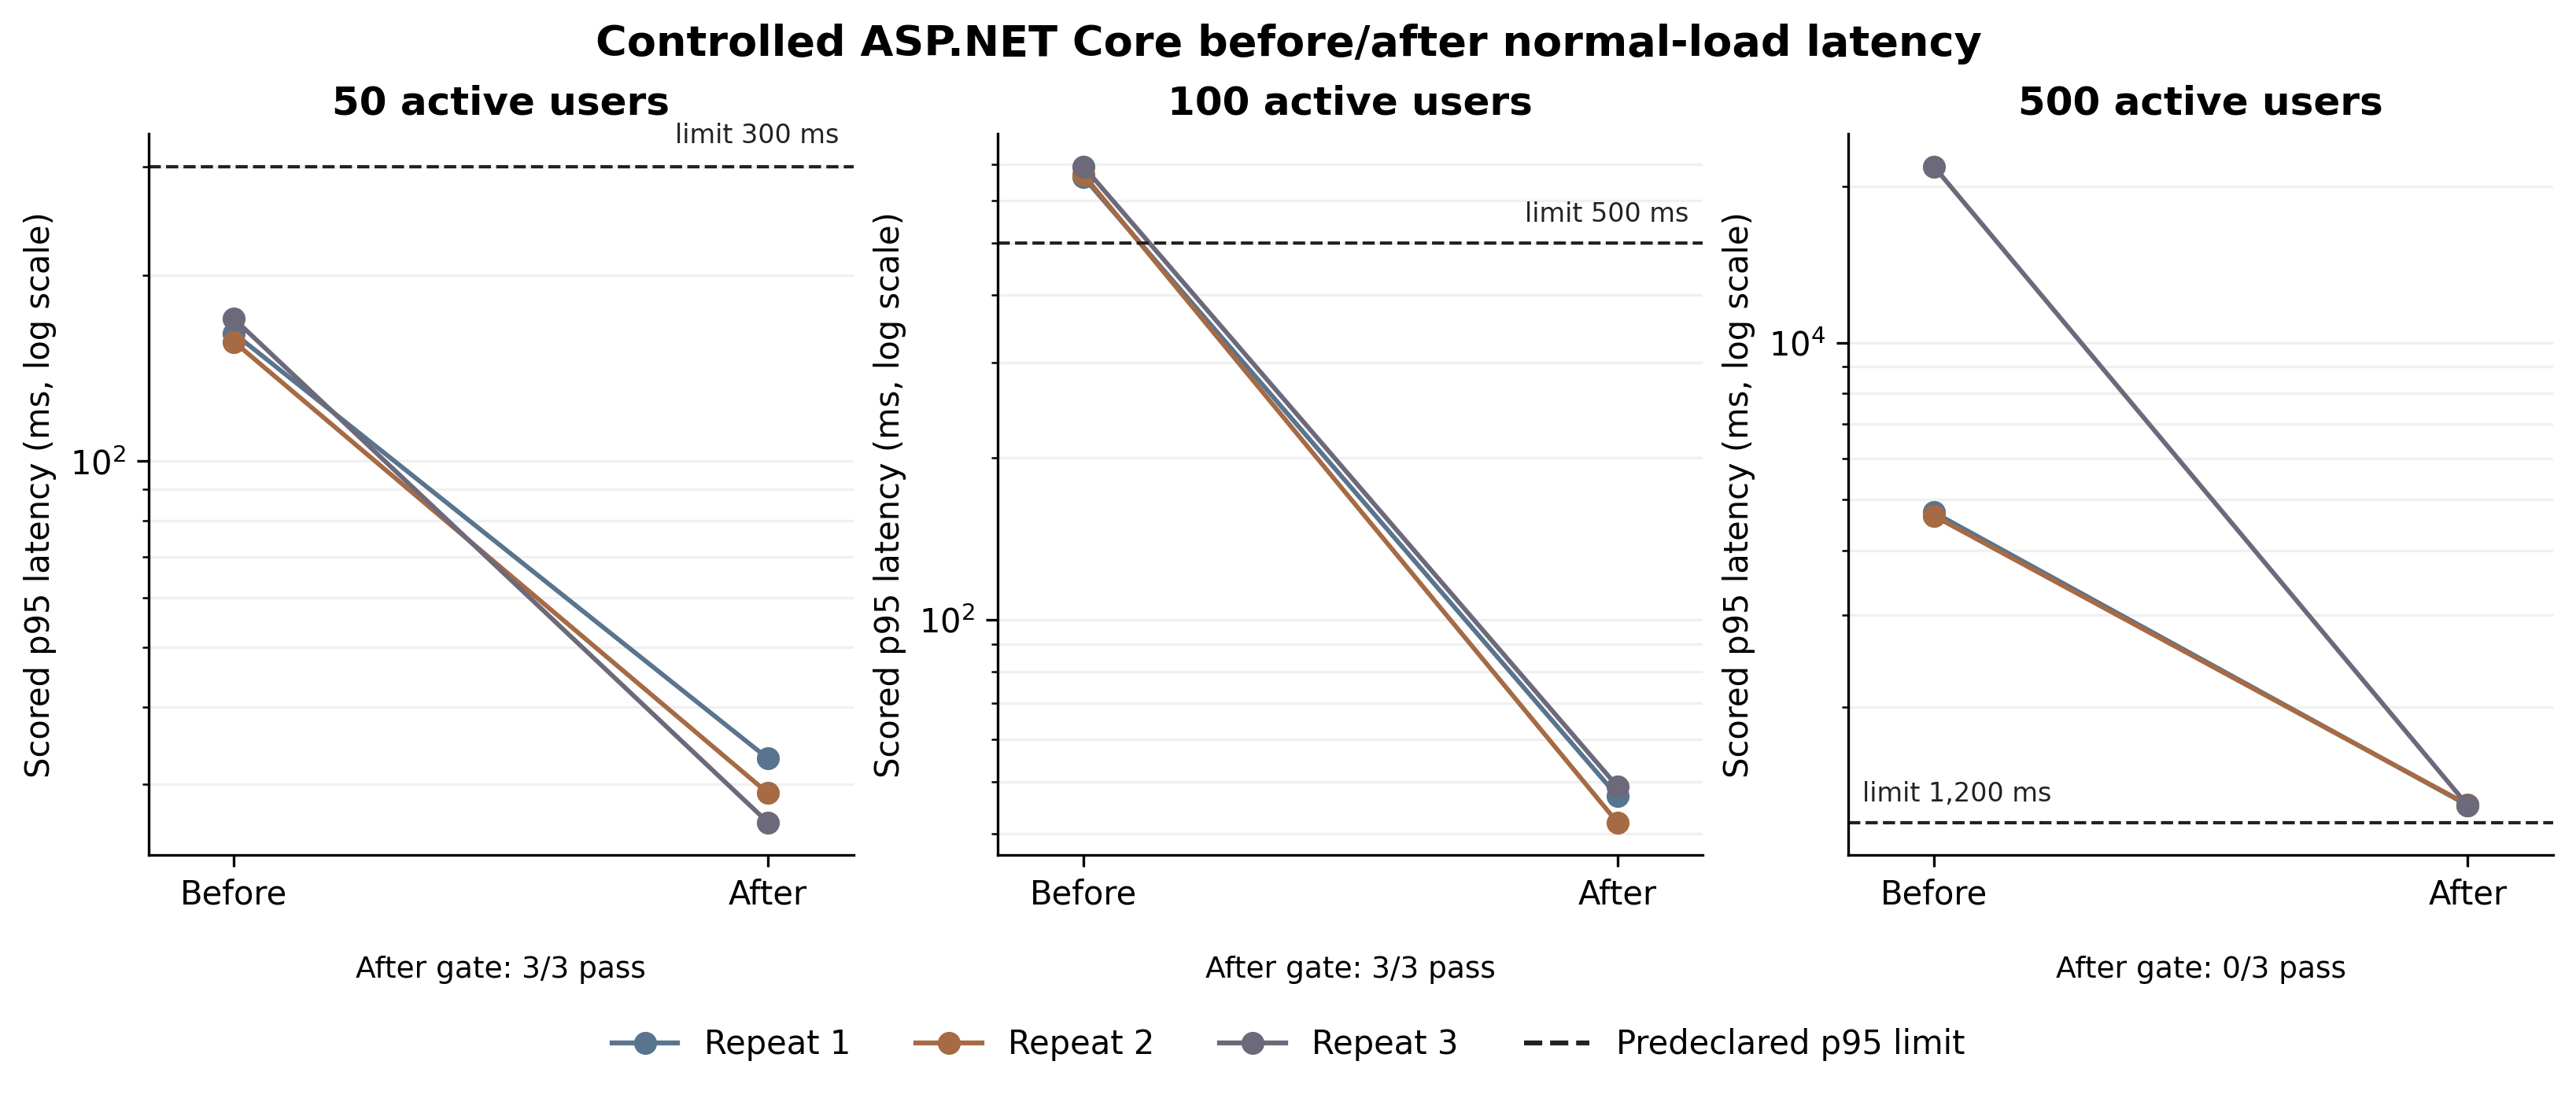 Controlled ASP.NET Core before/after normal-load latency
50 active users
limit 300 ms
Scored p95 latency (ms, log scale)
10²
Before
After
After gate: 3/3 pass
100 active users
limit 500 ms
Scored p95 latency (ms, log scale)
10²
Before
After
After gate: 3/3 pass
500 active users
Scored p95 latency (ms, log scale)
10⁴
limit 1,200 ms
Before
After
After gate: 0/3 pass
Repeat 1
Repeat 2
Repeat 3
Predeclared p95 limit